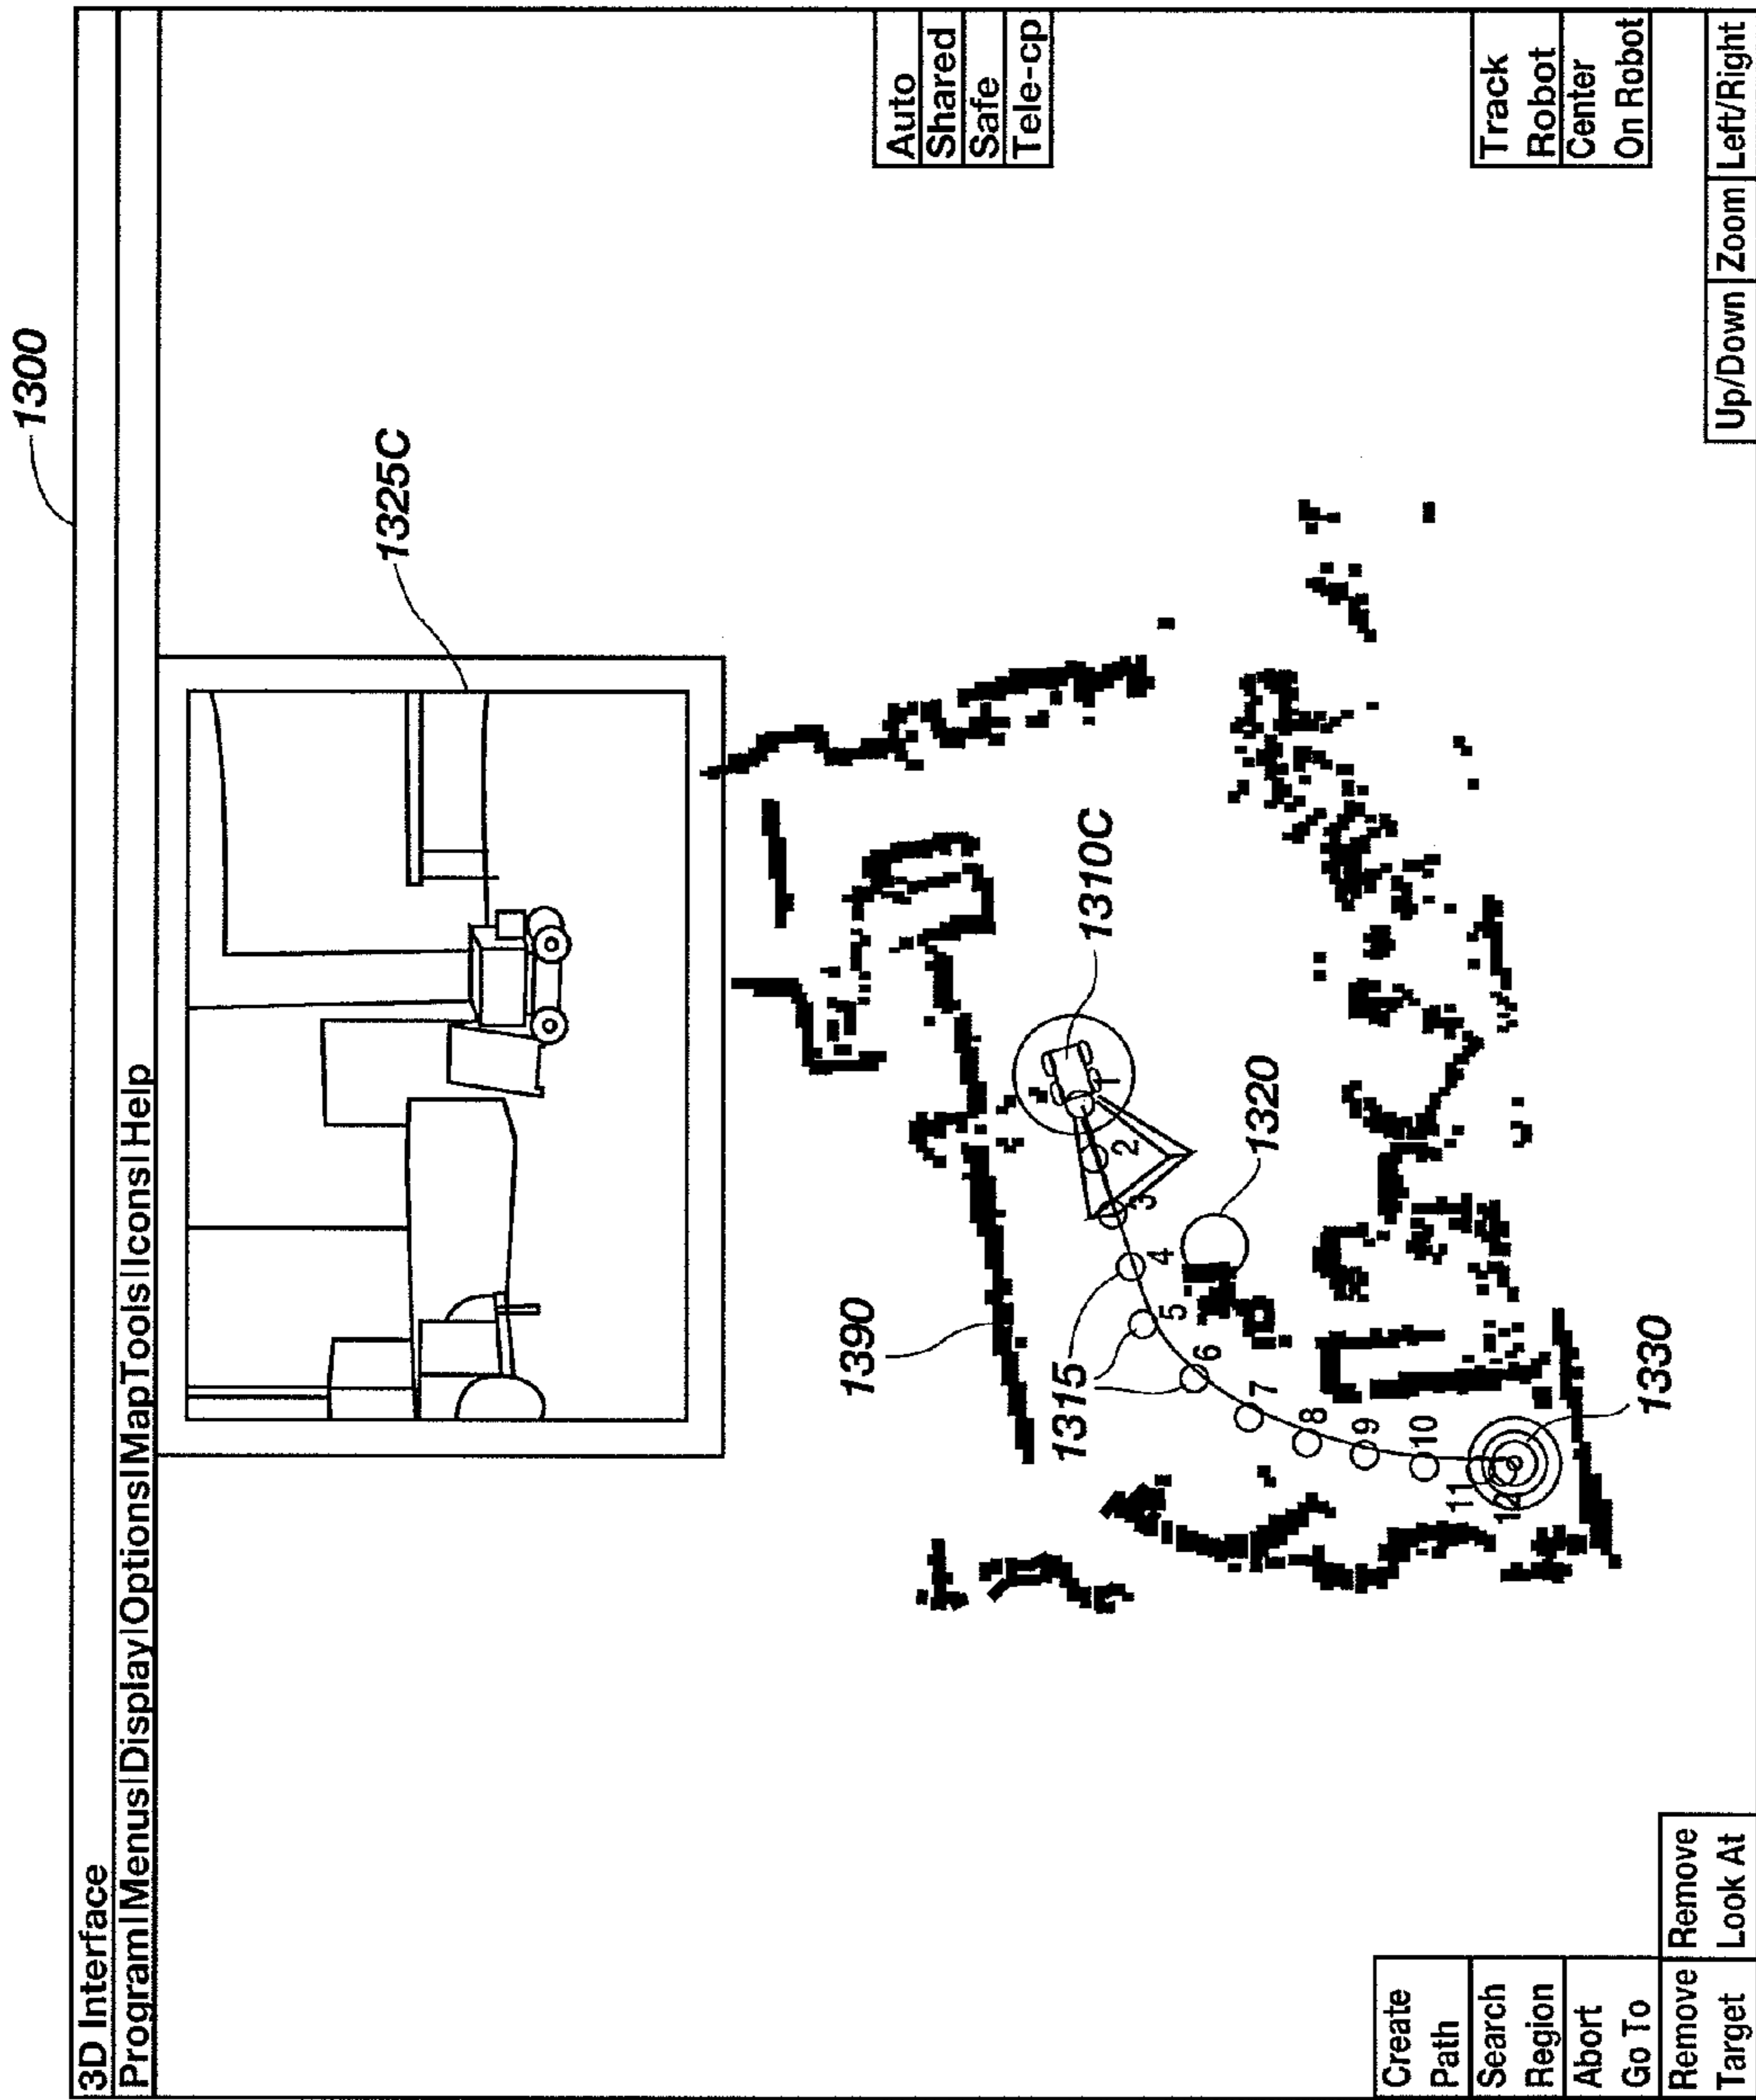 1300
3D Interface
Program|Menus|Display|Options|MapTools|Icons|Help
1325C
Auto
Shared
Safe
Tele-cp
1390
1310C
1315
1320
1
2
3
4
5
6
7
8
9
10
11
12
1330
Create
Path
Search
Region
Abort
Go To
Remove
Target
Remove
Look At
Track
Robot
Center
On Robot
Up/Down
Zoom
Left/Right